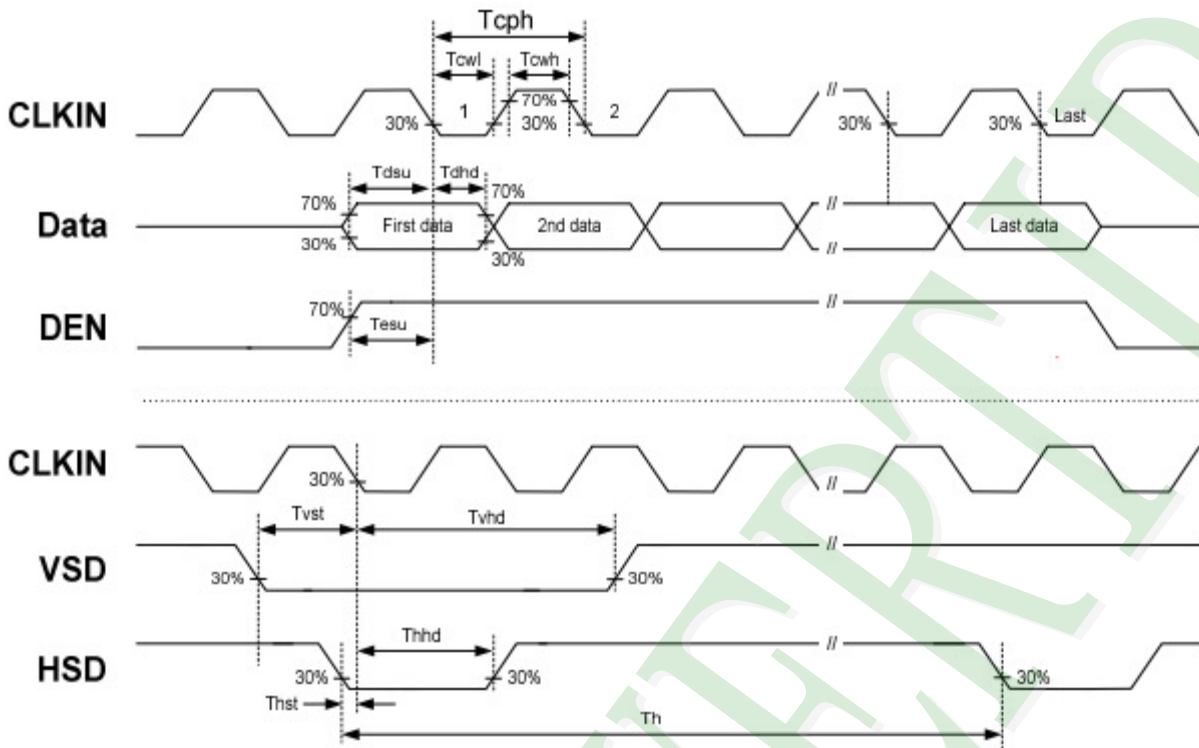 Tcph
Tcwl Tcwh
CLKIN 30% 1 70% 30% 2 // 30% 30% Last
Tdsu Tdhd
Data 70% 30% First data 70% 30% 2nd data // Last data
DEN 70% Tesu //
CLKIN 30% //
Tvst Tvhd
VSD 30% 30% //
Thhd
HSD 30% 30% // 30%
Thst
Th